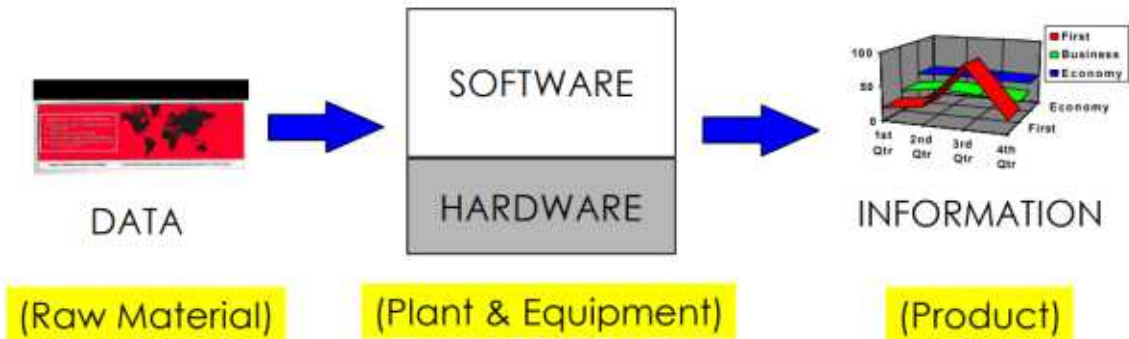 SOFTWARE
HARDWARE
DATA
INFORMATION
(Raw Material)
(Plant & Equipment)
(Product)
100
50
0
1st Qtr
2nd Qtr
3rd Qtr
4th Qtr
First
Economy
First
Business
Economy